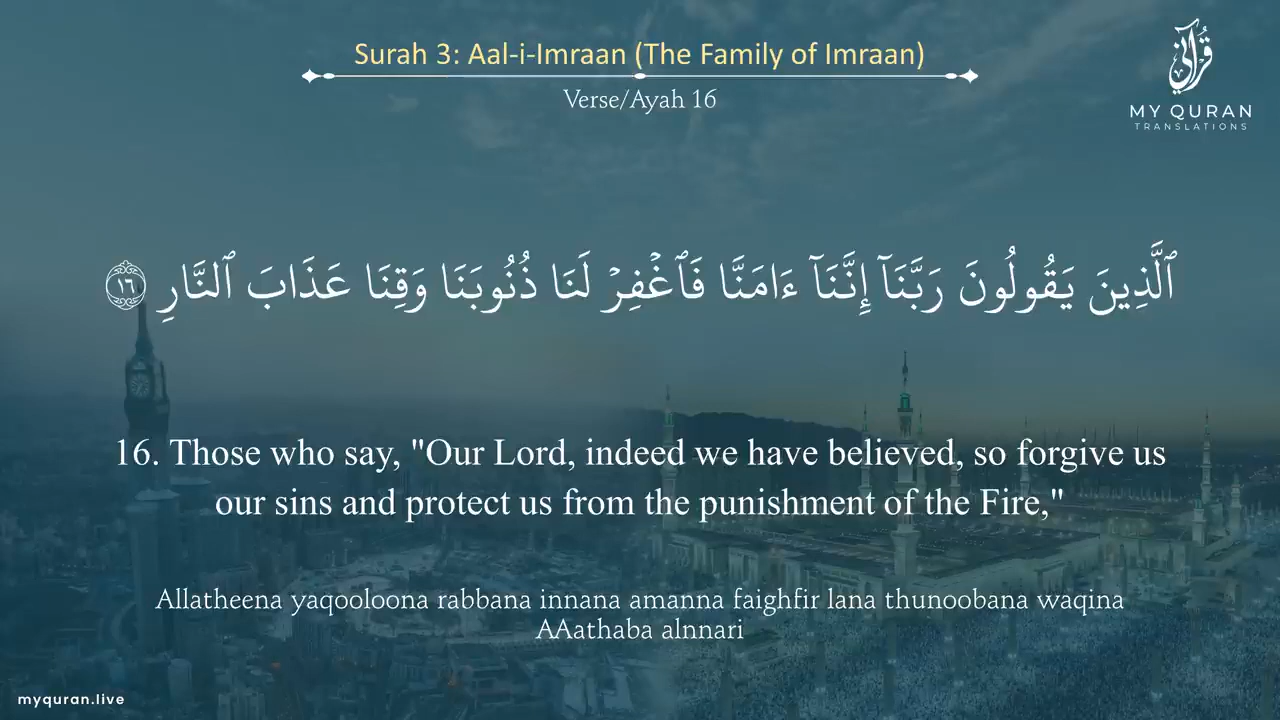 Surah 3: Aal-i-Imraan (The Family of Imraan)
Verse/Ayah 16
قرآني
MY QURAN
TRANSLATIONS
ٱلَّذِينَ يَقُولُونَ رَبَّنَآ إِنَّنَآ ءَامَنَّا فَٱغْفِرْ لَنَا ذُنُوبَنَا وَقِنَا عَذَابَ ٱلنَّارِ ١٦
16. Those who say, "Our Lord, indeed we have believed, so forgive us
our sins and protect us from the punishment of the Fire,"
Allatheena yaqooloona rabbana innana amanna faighfir lana thunoobana waqina
AAathaba alnnari
myquran.live